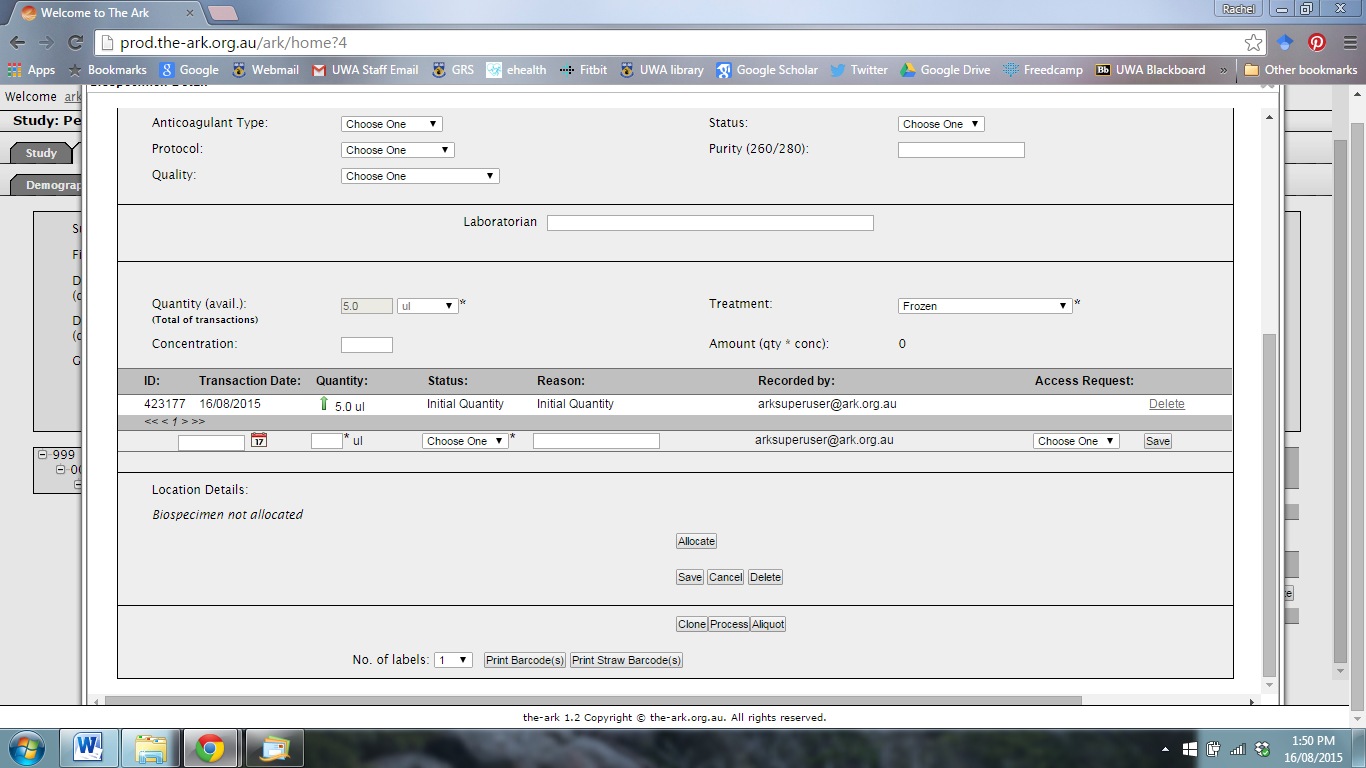 Welcome to The Ark
Rachel
prod.the-ark.org.au/ark/home?4
Apps Bookmarks Google Webmail UWA Staff Email GRS ehealth Fitbit UWA library Google Scholar Twitter Google Drive Freedcamp Bb UWA Blackboard » Other bookmarks
Welcome ark
Study: Pe
Study
Demograp
Anticoagulant Type: Choose One Status: Choose One
Protocol: Choose One Purity (260/280):
Quality: Choose One
Laboratorian
Quantity (avail.): 5.0 ul * Treatment: Frozen *
(Total of transactions)
Concentration: Amount (qty * conc): 0
ID: Transaction Date: Quantity: Status: Reason: Recorded by: Access Request:
423177 16/08/2015 5.0 ul Initial Quantity Initial Quantity arksuperuser@ark.org.au Delete
<< < 1 > >>
17 * ul Choose One * arksuperuser@ark.org.au Choose One Save
999
Location Details:
Biospecimen not allocated
Allocate
Save Cancel Delete
Clone Process Aliquot
No. of labels: 1 Print Barcode(s) Print Straw Barcode(s)
the-ark 1.2 Copyright © the-ark.org.au. All rights reserved.
1:50 PM
16/08/2015